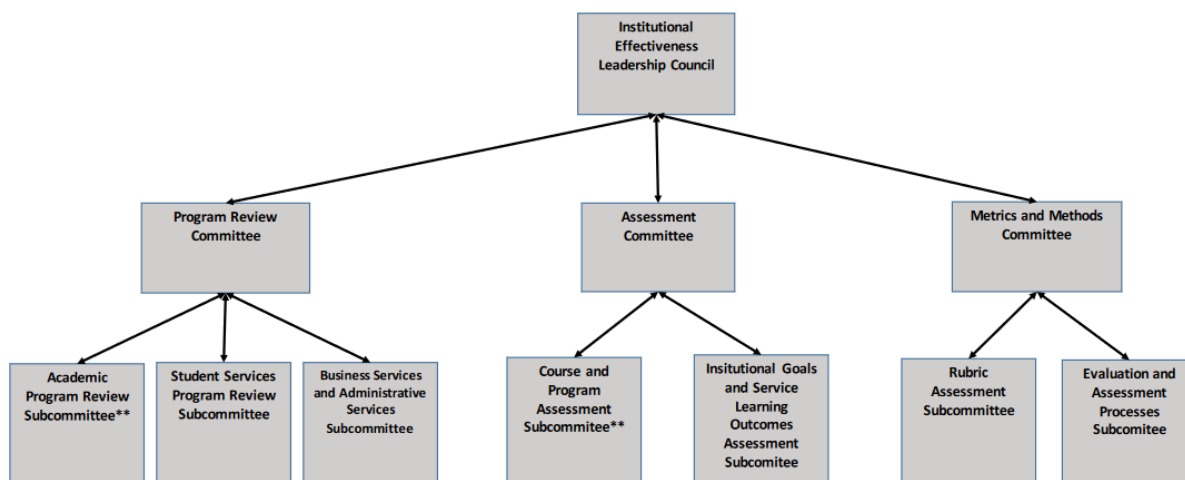 Institutional
Effectiveness
Leadership Council
Program Review
Committee
Assessment
Committee
Metrics and Methods
Committee
Academic
Program Review
Subcommittee**
Student Services
Program Review
Subcommittee
Business Services
and Administrative
Services
Subcommittee
Course and
Program
Assessment
Subcommitee**
Insitutional Goals
and Service
Learning
Outcomes
Assessment
Subcomitee
Rubric
Assessment
Subcommittee
Evaluation and
Assessment
Processes
Subcomitee